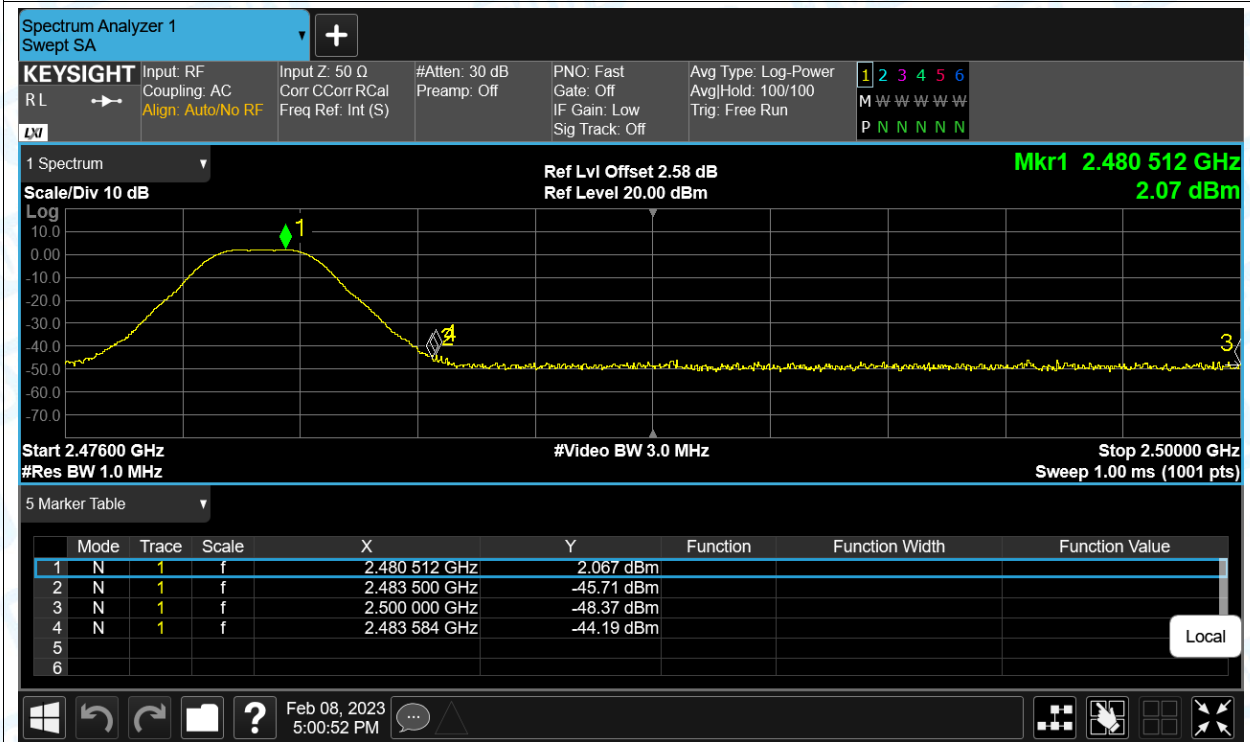 Spectrum Analyzer 1
Swept SA
+
KEYSIGHT Input: RF Input Z: 50 Ω #Atten: 30 dB PNO: Fast Avg Type: Log-Power 1 2 3 4 5 6
R L Coupling: AC Corr CCorr RCal Preamp: Off Gate: Off Avg|Hold: 100/100 M W W W W W W
Align: Auto/No RF Freq Ref: Int (S) IF Gain: Low Trig: Free Run
LXI Sig Track: Off P N N N N N
1 Spectrum
Scale/Div 10 dB
Ref Lvl Offset 2.58 dB
Ref Level 20.00 dBm
Mkr1 2.480 512 GHz
2.07 dBm
Log
10.0
0.00
-10.0
-20.0
-30.0
-40.0
-50.0
-60.0
-70.0
1
2
4
3
Start 2.47600 GHz #Video BW 3.0 MHz Stop 2.50000 GHz
#Res BW 1.0 MHz Sweep 1.00 ms (1001 pts)
5 Marker Table
Mode Trace Scale X Y Function Function Width Function Value
1 N 1 f 2.480 512 GHz 2.067 dBm
2 N 1 f 2.483 500 GHz -45.71 dBm
3 N 1 f 2.500 000 GHz -48.37 dBm
4 N 1 f 2.483 584 GHz -44.19 dBm
5
6
Local
? Feb 08, 2023
5:00:52 PM